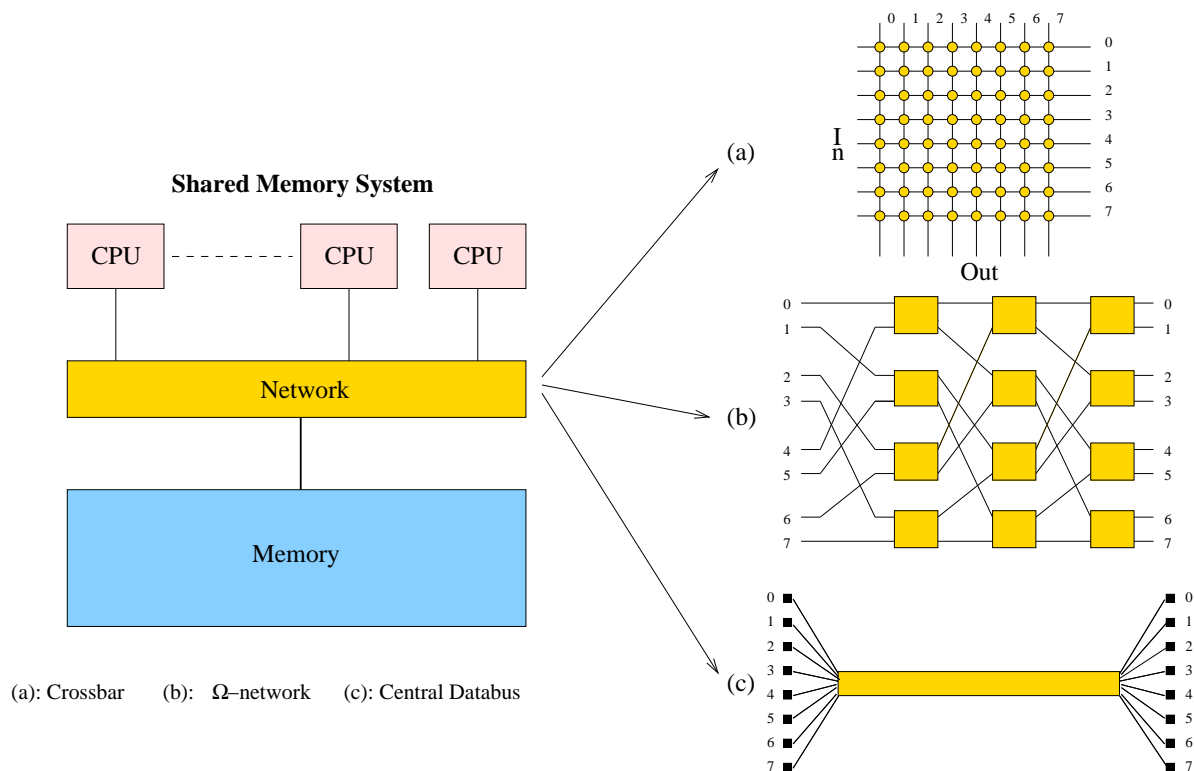 Shared Memory System
CPU CPU CPU
Network
Memory
(a): Crossbar (b): Ω–network (c): Central Databus
(a)
0 1 2 3 4 5 6 7
0
1
2
3
4
5
6
7
In
Out
(b)
0 0
1 1
2 2
3 3
4 4
5 5
6 6
7 7
(c)
0 0
1 1
2 2
3 3
4 4
5 5
6 6
7 7